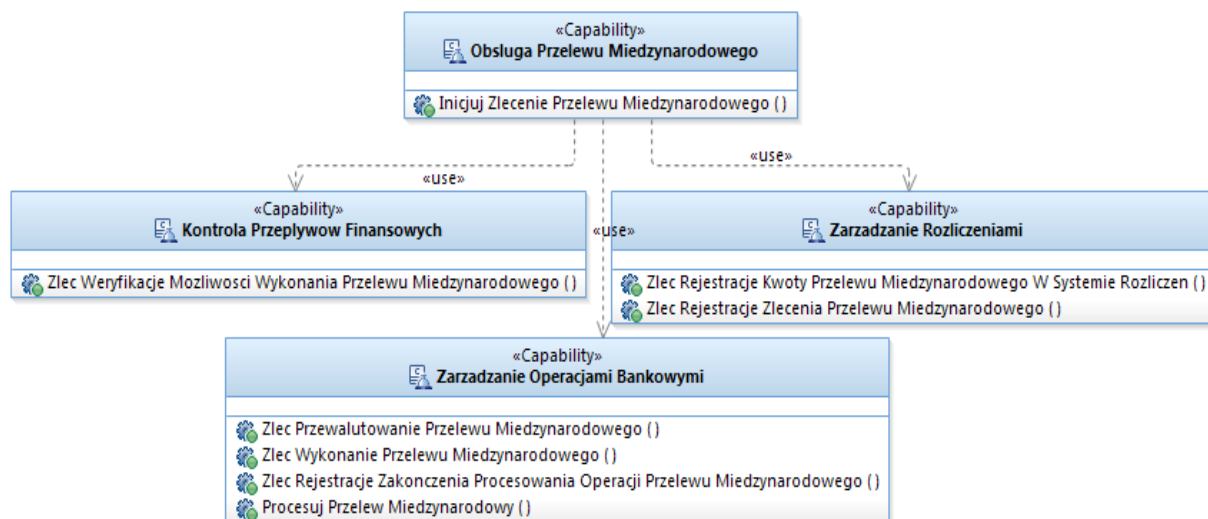 «Capability»
Obsluga Przelewu Miedzynarodowego
Inicjuj Zlecenie Przelewu Miedzynarodowego ( )
«use»
«use»
«Capability»
Kontrola Przeplywow Finansowych
Zlec Weryfikacje Mozliwosci Wykonania Przelewu Miedzynarodowego ( )
«use»
«Capability»
Zarzadzanie Rozliczeniami
Zlec Rejestracje Kwoty Przelewu Miedzynarodowego W Systemie Rozliczen ( )
Zlec Rejestracje Zlecenia Przelewu Miedzynarodowego ( )
«Capability»
Zarzadzanie Operacjami Bankowymi
Zlec Przewalutowanie Przelewu Miedzynarodowego ( )
Zlec Wykonanie Przelewu Miedzynarodowego ( )
Zlec Rejestracje Zakonczenia Procesowania Operacji Przelewu Miedzynarodowego ( )
Procesuj Przelew Miedzynarodowy ( )